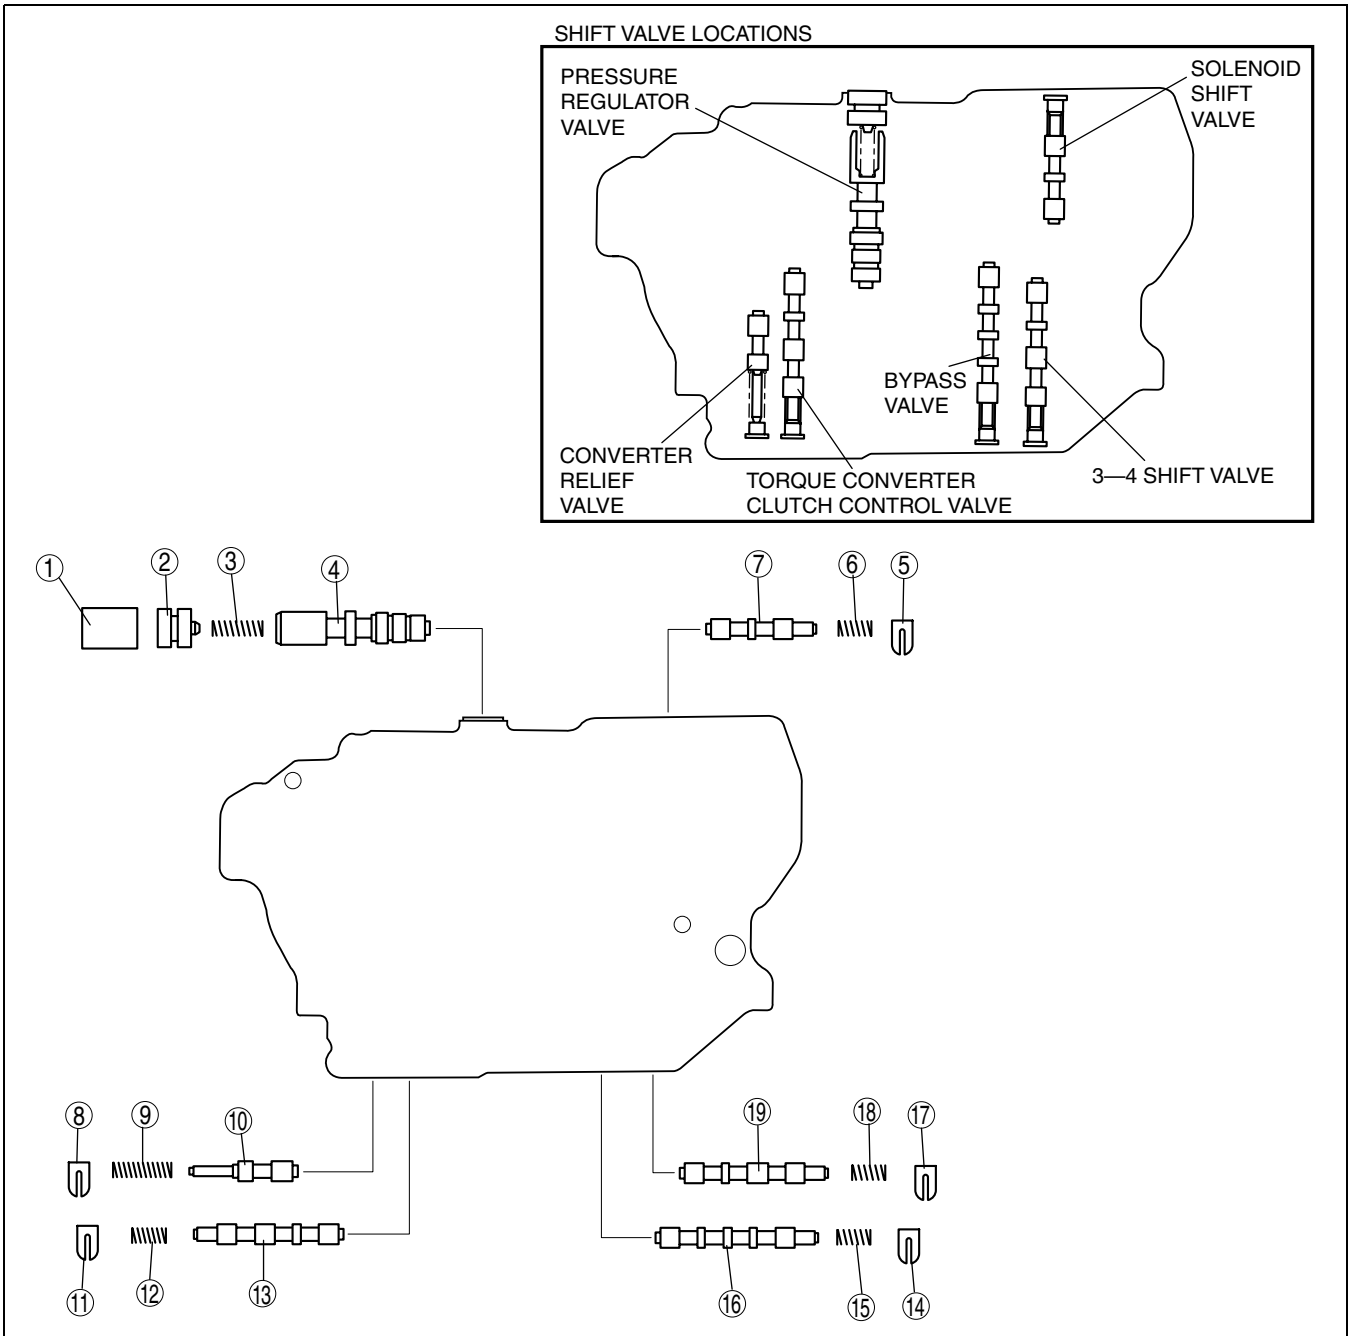 SHIFT VALVE LOCATIONS
PRESSURE
REGULATOR
VALVE
SOLENOID
SHIFT
VALVE
BYPASS
VALVE
CONVERTER
RELIEF
VALVE
TORQUE CONVERTER
CLUTCH CONTROL VALVE
3—4 SHIFT VALVE
1
2
3
4
7
6
5
8
9
10
19
18
17
11
12
13
16
15
14